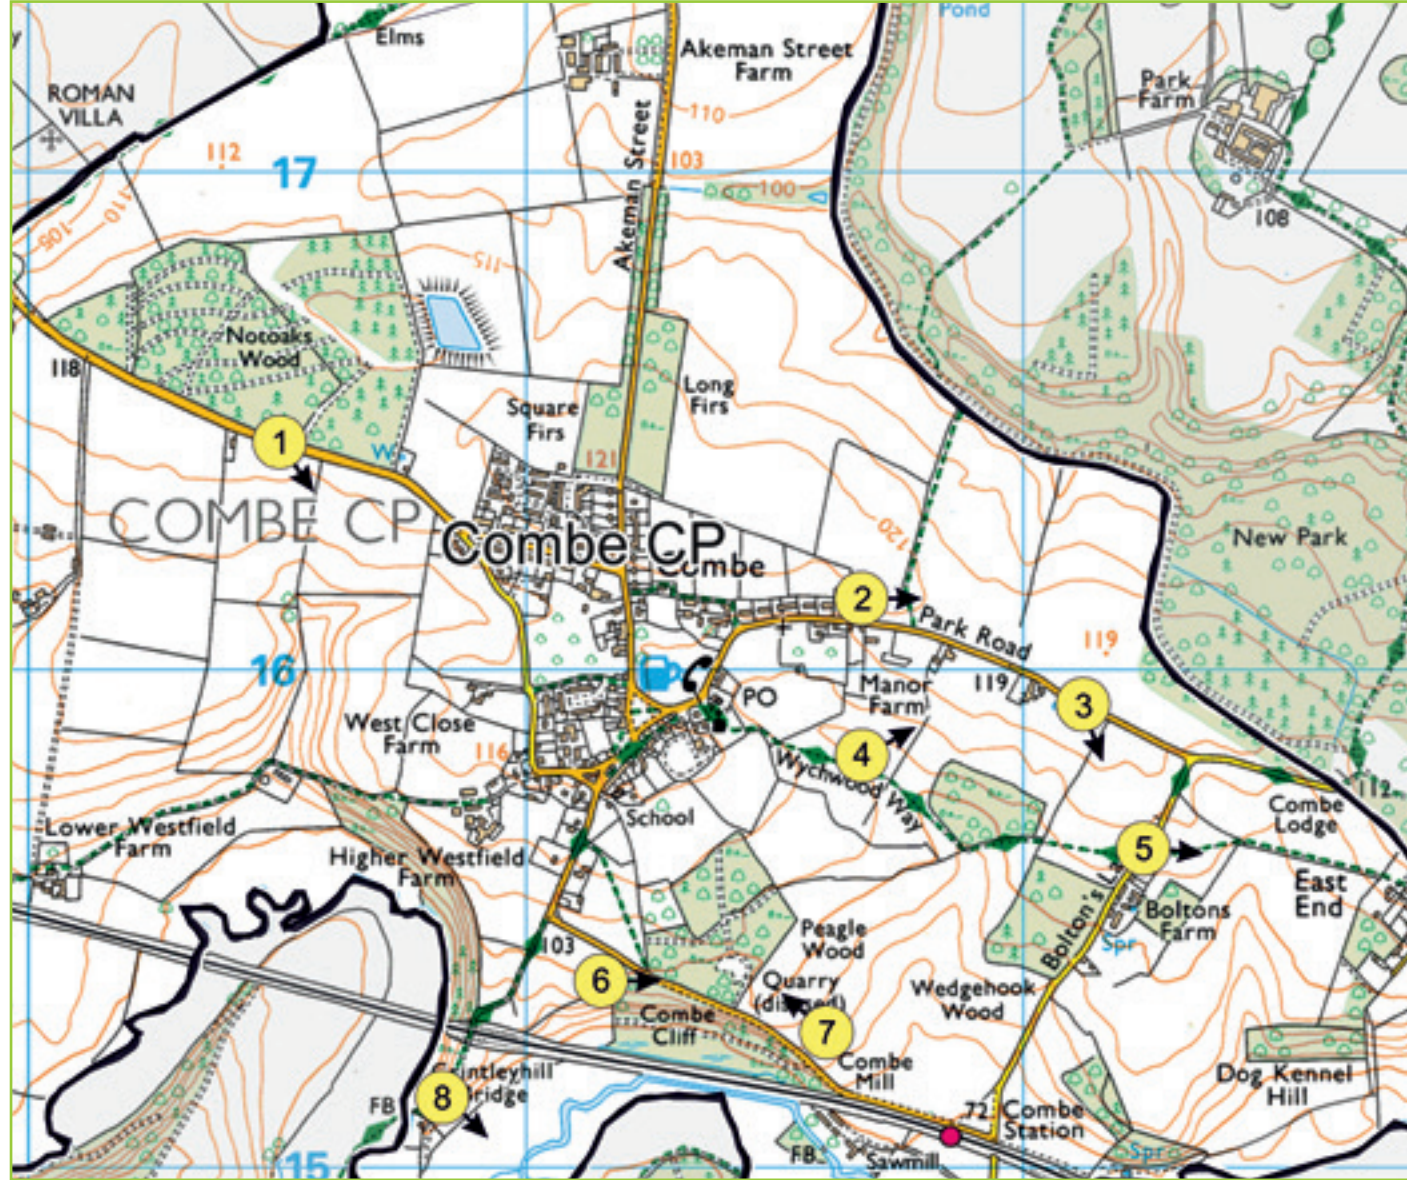 Elms
Akeman Street
Farm
Pond
Park
Farm
ROMAN
VILLA
110
112
17
Akeman Street
103
100
108
110
105
115
Notoaks
Wood
118
Long
Firs
Square
Firs
1
W
121
COMBE CP
Combe CP
Combe
120
New Park
2
Park Road
119
16
PO
Manor
Farm
119
3
West Close
Farm
116
4
Wychwood Way
112
Combe
Lodge
School
Lower Westfield
Farm
Higher Westfield
Farm
5
East
End
Bolton's
Boltons
Farm
Spr
103
Peagle
Wood
6
Quarry
(disused)
Wedgehook
Wood
Combe
Cliff
7
Combe
Mill
Dog Kennel
Hill
8
FB
72
Combe
Station
15
FB
Sawmill
Spr